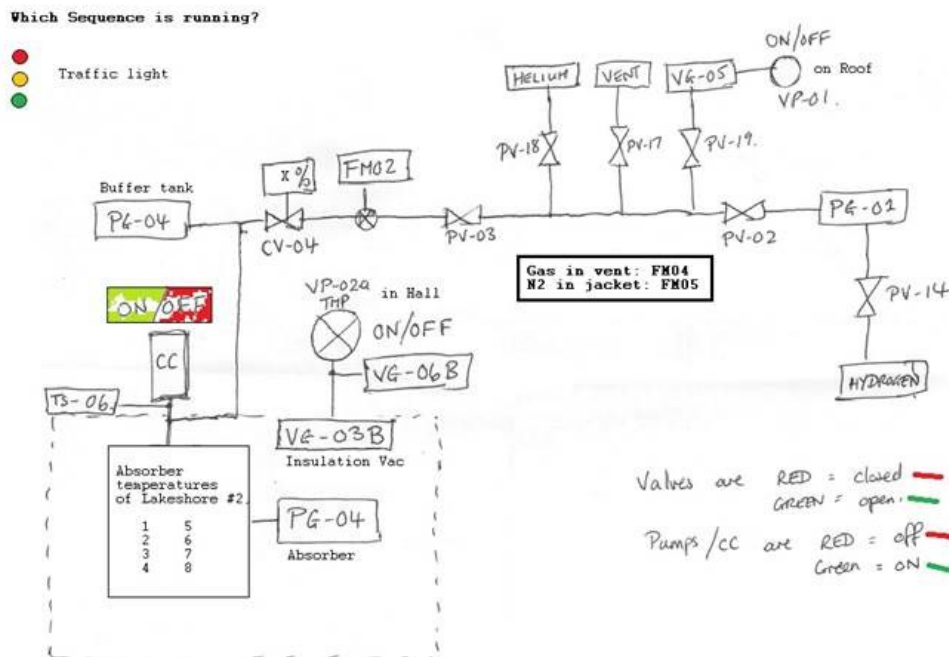 Which Sequence is running?
Traffic light
ON/OFF
on Roof
VP-01.
HELIUM
VENT
VG-05
PV-18
PV-17
PV-19.
X %
FM02
Buffer tank
PG-04
CV-04
PV-03
PV-02
PG-01
Gas in vent: FM04
N2 in jacket: FM05
PV-14
HYDROGEN
VP-02a
TMP
in Hall
ON/OFF
ON/OFF
CC
VG-06B
TS-06
VG-03B
Insulation Vac
Absorber
temperatures
of Lakeshore #2
1 5
2 6
3 7
4 8
PG-04
Absorber
Valves are RED = closed
GREEN = open.
Pumps/cc are RED = off
Green = ON